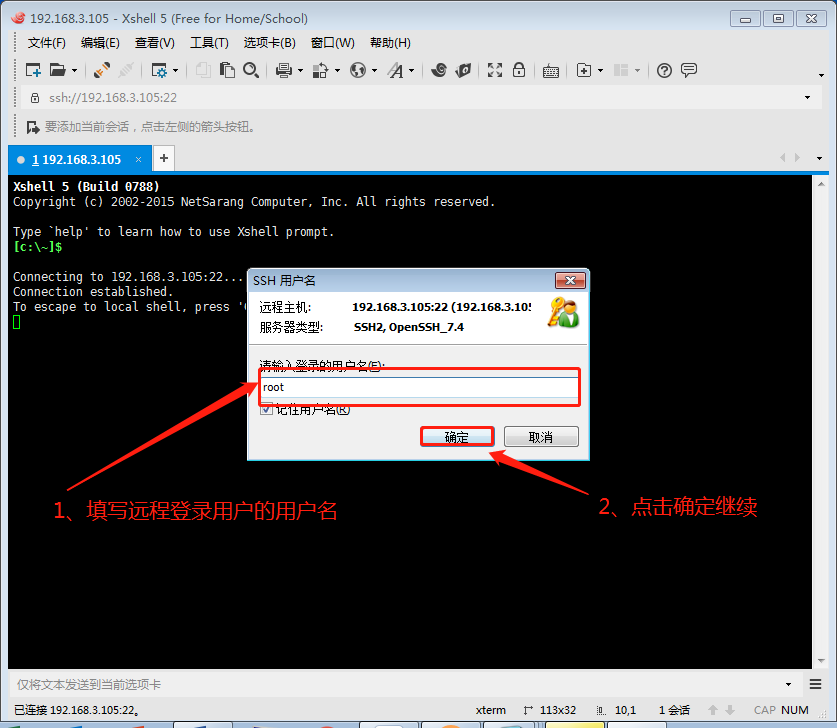 192.168.3.105 - Xshell 5 (Free for Home/School)
文件(F) 编辑(E) 查看(V) 工具(T) 选项卡(B) 窗口(W) 帮助(H)
ssh://192.168.3.105:22
要添加当前会话，点击左侧的箭头按钮。
1 192.168.3.105
Xshell 5 (Build 0788)
Copyright (c) 2002-2015 NetSarang Computer, Inc. All rights reserved.
Type `help' to learn how to use Xshell prompt.
[c:\~]$
Connecting to 192.168.3.105:22...
Connection established.
To escape to local shell, press '
SSH 用户名
远程主机: 192.168.3.105:22 (192.168.3.105
服务器类型: SSH2, OpenSSH_7.4
请输入登录的用户名(E):
root
记住用户名(R)
确定 取消
1、填写远程登录用户的用户名
2、点击确定继续
仅将文本发送到当前选项卡
已连接 192.168.3.105:22。 xterm 113x32 10,1 1 会话 CAP NUM